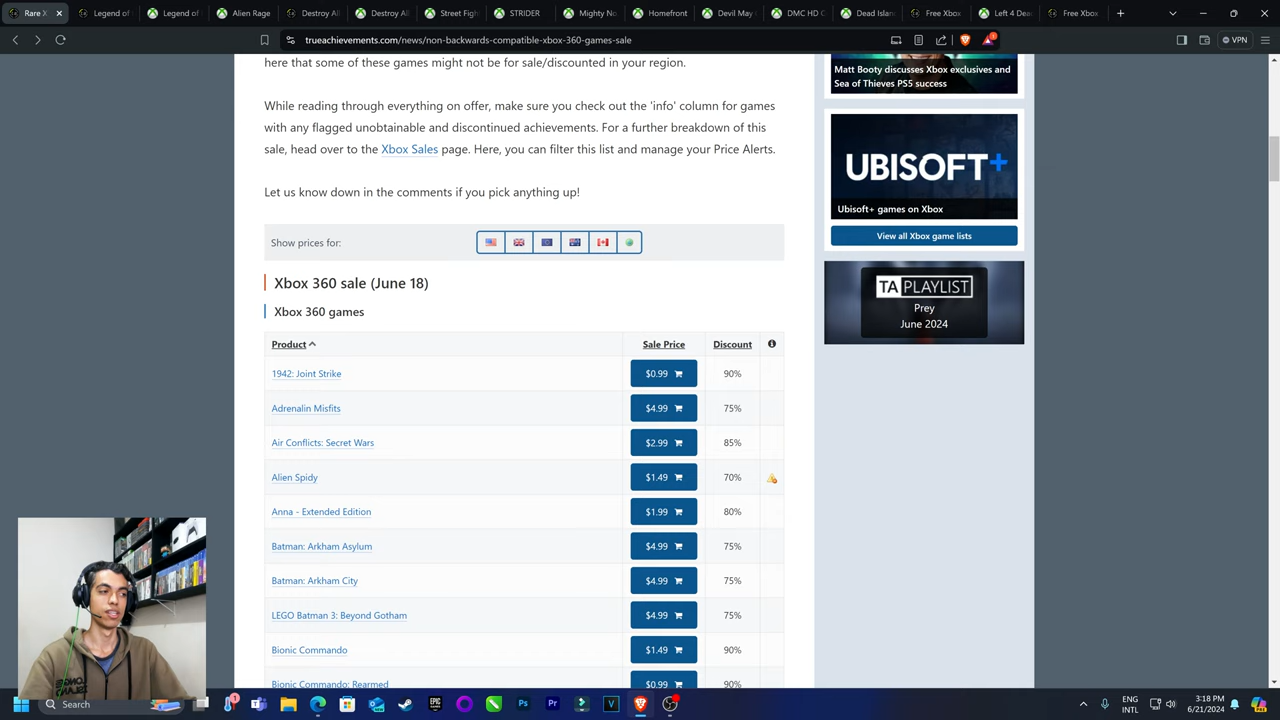 Rare X
Legend of
Legend of
Alien Rage
Destroy Al
Destroy Al
Street Figh
STRIDER
Mighty No
Homefront
Devil May
DMC HD C
Dead Islan
Free Xbox
Left 4 Dea
Free Xbox
trueachievements.com/news/non-backwards-compatible-xbox-360-games-sale
VPN
here that some of these games might not be for sale/discounted in your region.
While reading through everything on offer, make sure you check out the 'info' column for games
with any flagged unobtainable and discontinued achievements. For a further breakdown of this
sale, head over to the Xbox Sales page. Here, you can filter this list and manage your Price Alerts.
Let us know down in the comments if you pick anything up!
Show prices for:
Xbox 360 sale (June 18)
Xbox 360 games
Product Sale Price Discount
1942: Joint Strike $0.99 90%
Adrenalin Misfits $4.99 75%
Air Conflicts: Secret Wars $2.99 85%
Alien Spidy $1.49 70%
Anna - Extended Edition $1.99 80%
Batman: Arkham Asylum $4.99 75%
Batman: Arkham City $4.99 75%
LEGO Batman 3: Beyond Gotham $4.99 75%
Bionic Commando $1.49 90%
Bionic Commando: Rearmed $0.99 90%
Matt Booty discusses Xbox exclusives and
Sea of Thieves PS5 success
UBISOFT+
Ubisoft+ games on Xbox
View all Xbox game lists
TA PLAYLIST
Prey
June 2024
Search
ENG
INTL
3:18 PM
6/21/2024